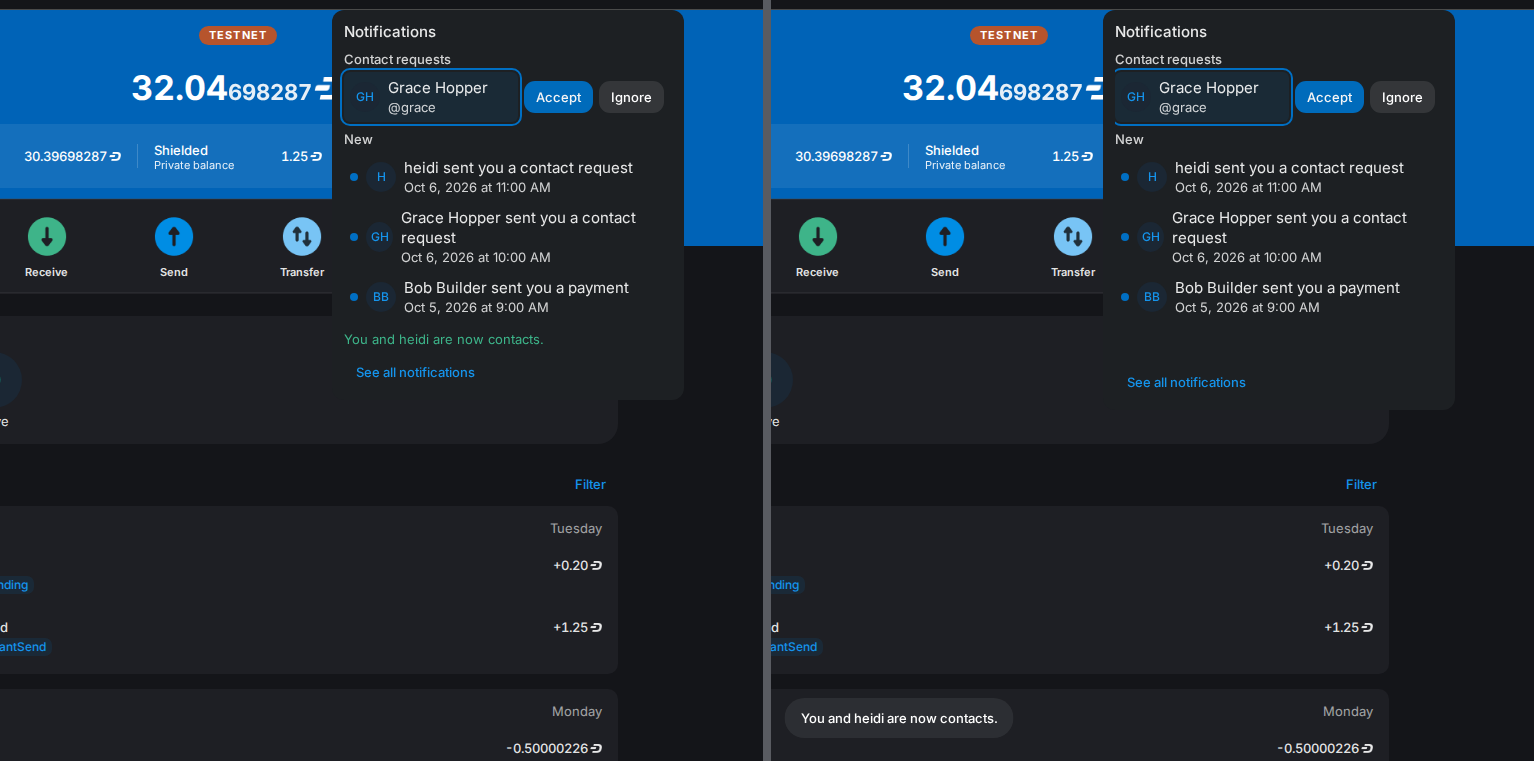 TESTNET
32.04698287
30.39698287
Shielded
Private balance
1.25
Receive
Send
Transfer
Notifications
Contact requests
GH
Grace Hopper
@grace
Accept
Ignore
New
H
heidi sent you a contact request
Oct 6, 2026 at 11:00 AM
GH
Grace Hopper sent you a contact
request
Oct 6, 2026 at 10:00 AM
BB
Bob Builder sent you a payment
Oct 5, 2026 at 9:00 AM
You and heidi are now contacts.
See all notifications
Filter
Tuesday
+0.20
nding
d
+1.25
antSend
Monday
-0.50000226
TESTNET
32.04698287
30.39698287
Shielded
Private balance
1.25
Receive
Send
Transfer
Notifications
Contact requests
GH
Grace Hopper
@grace
Accept
Ignore
New
H
heidi sent you a contact request
Oct 6, 2026 at 11:00 AM
GH
Grace Hopper sent you a contact
request
Oct 6, 2026 at 10:00 AM
BB
Bob Builder sent you a payment
Oct 5, 2026 at 9:00 AM
See all notifications
Filter
Tuesday
+0.20
nding
d
+1.25
antSend
Monday
You and heidi are now contacts.
-0.50000226